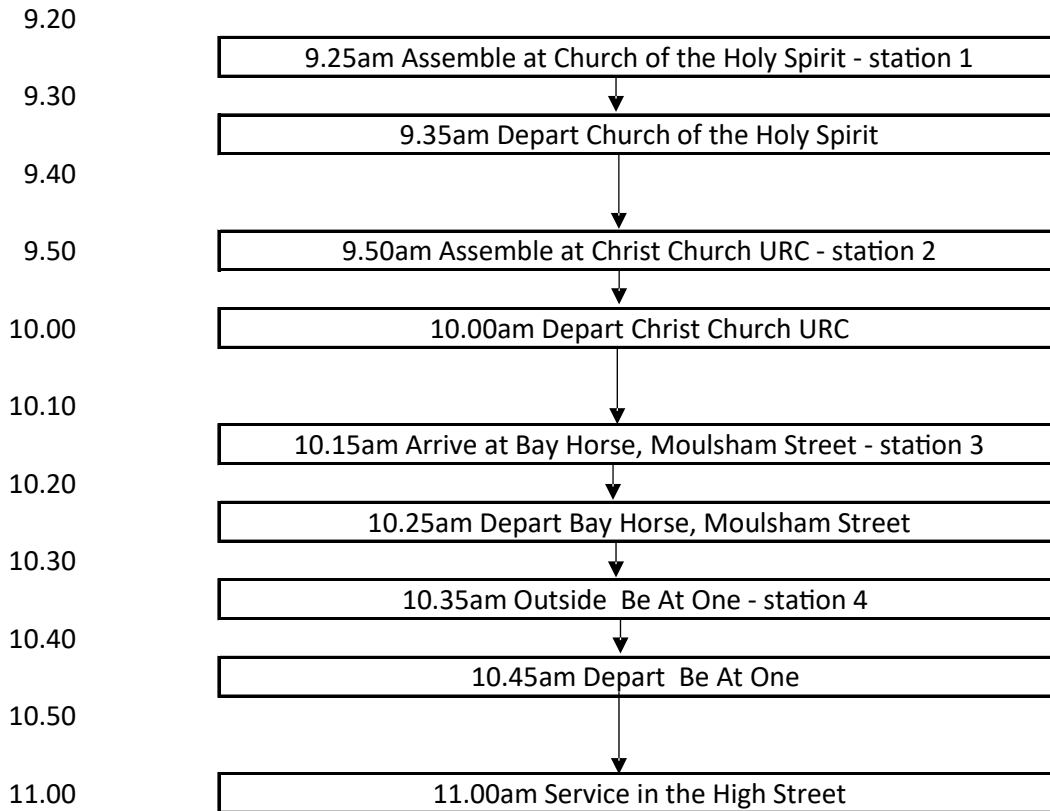 9.20
9.25am Assemble at Church of the Holy Spirit - station 1
9.30
9.35am Depart Church of the Holy Spirit
9.40
9.50 9.50am Assemble at Christ Church URC - station 2
10.00 10.00am Depart Christ Church URC
10.10
10.15am Arrive at Bay Horse, Moulsham Street - station 3
10.20
10.25am Depart Bay Horse, Moulsham Street
10.30
10.35am Outside  Be At One - station 4
10.40
10.45am Depart  Be At One
10.50
11.00 11.00am Service in the High Street